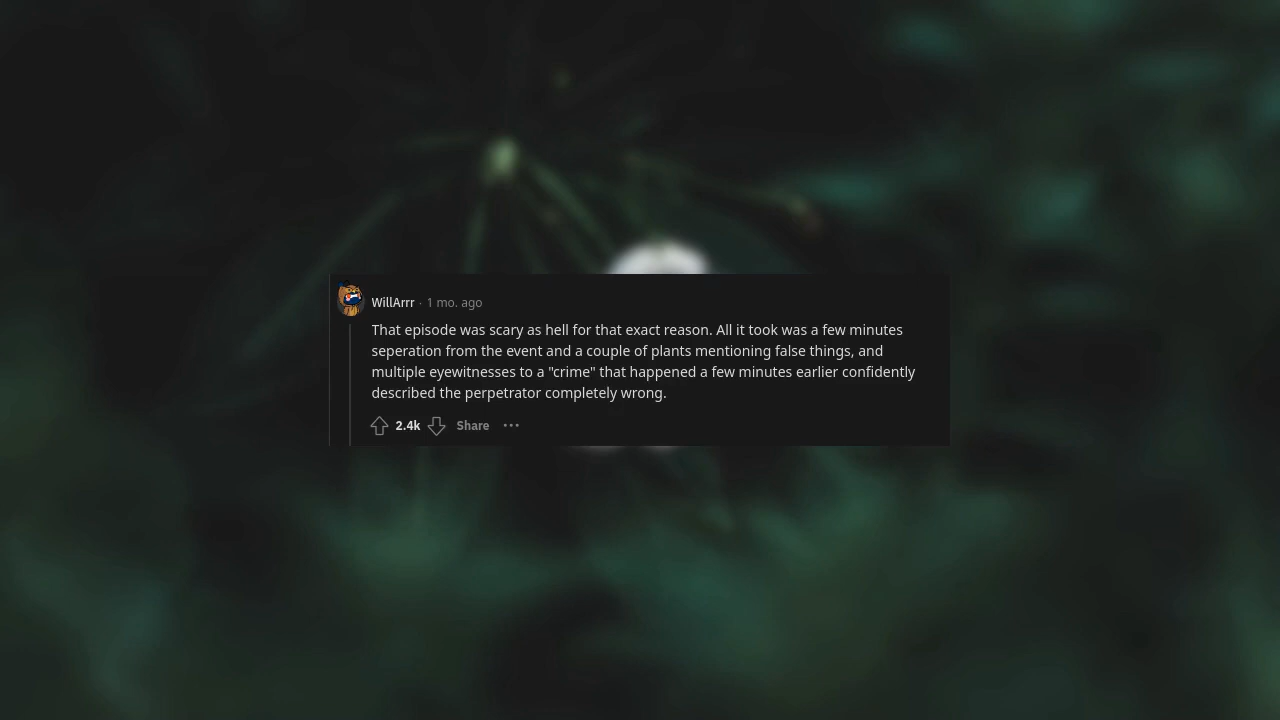 WillArrr · 1 mo. ago
That episode was scary as hell for that exact reason. All it took was a few minutes
seperation from the event and a couple of plants mentioning false things, and
multiple eyewitnesses to a "crime" that happened a few minutes earlier confidently
described the perpetrator completely wrong.
2.4k Share ···